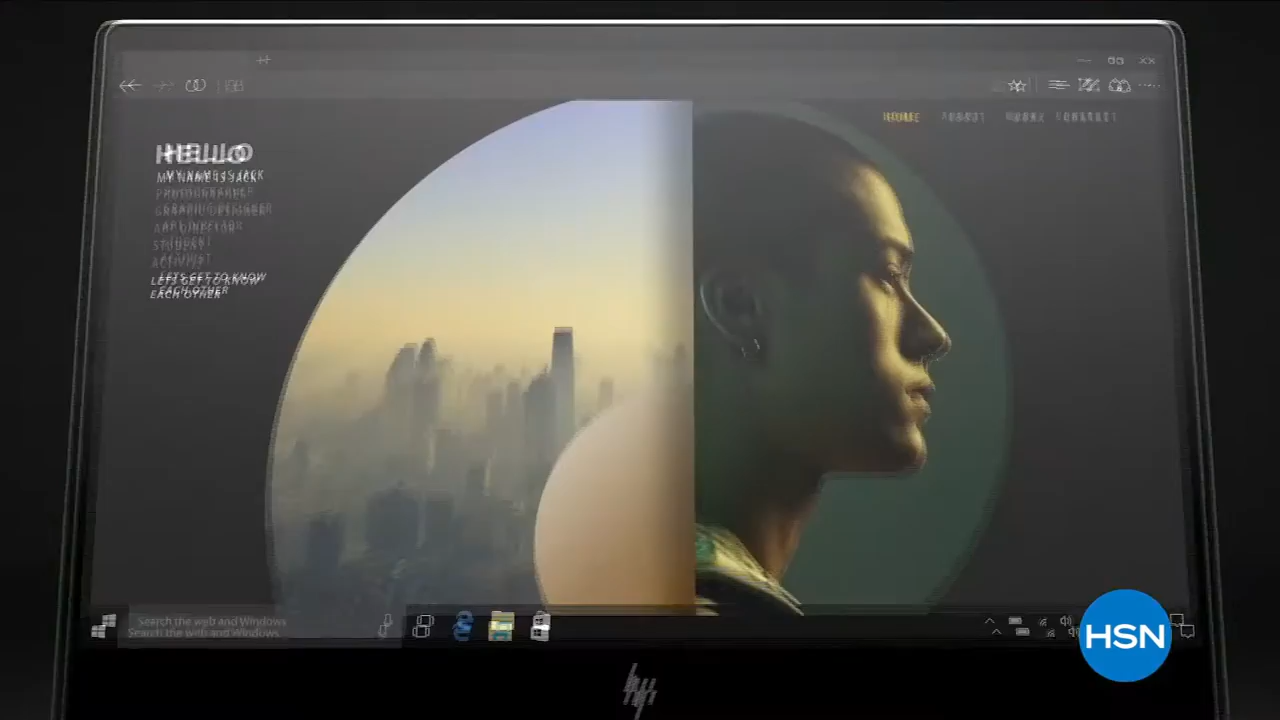 HOME
HELLO
MY NAME IS JACK
PHOTOGRAPHER
GRAPHIC DESIGNER
ART DIRECTOR
STUDENT
ACTIVIST
LETS GET TO KNOW
EACH OTHER
Search the web and Windows
hp
HSN